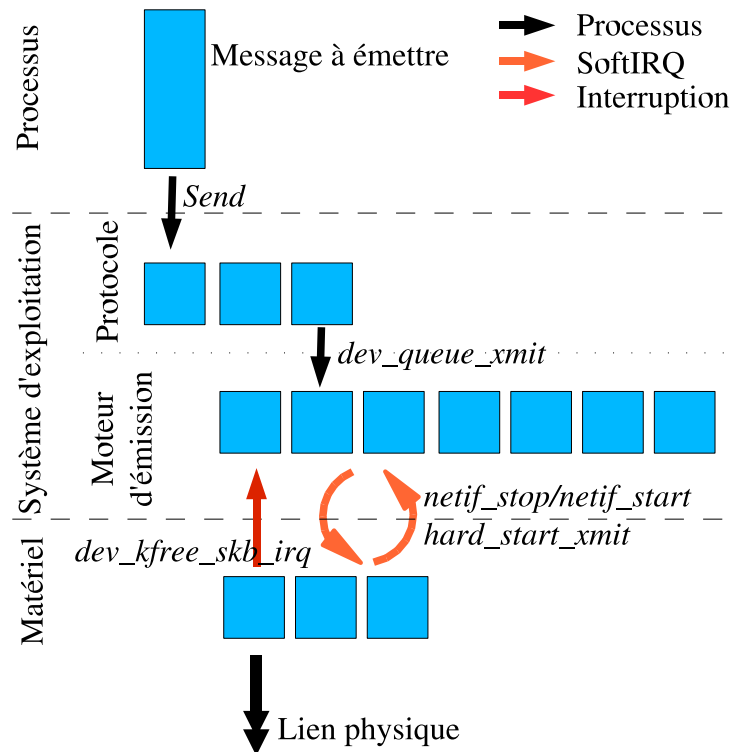 Processus
Message à émettre
Processus
SoftIRQ
Interruption
Send
Système d'exploitation
Protocole
dev_queue_xmit
Moteur
d'émission
netif_stop/netif_start
hard_start_xmit
Matériel
dev_kfree_skb_irq
Lien physique